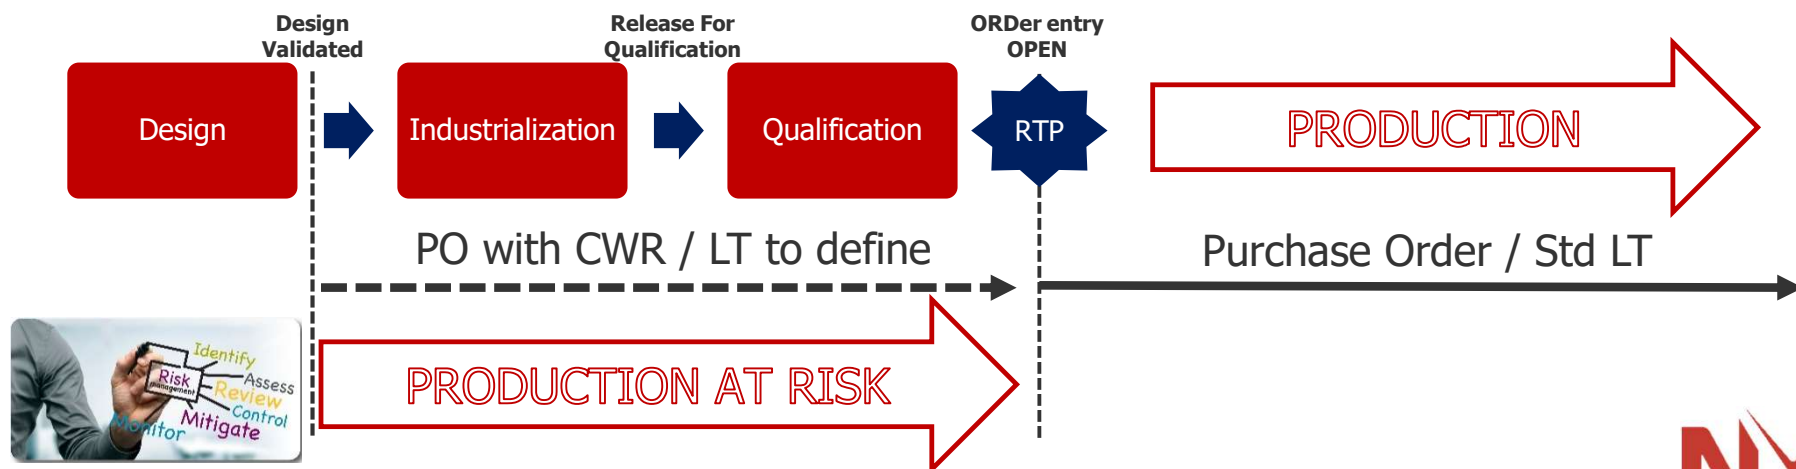 Design
Validated
Release For
Qualification
ORDer entry
OPEN
Design
Industrialization
Qualification
RTP
PRODUCTION
PO with CWR / LT to define
Purchase Order / Std LT
PRODUCTION AT RISK
Identify
Risk
management
Assess
Review
Control
Mitigate
Monitor